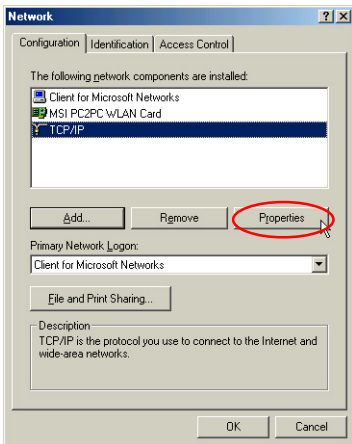 Network
Configuration Identification Access Control
The following network components are installed:
Client for Microsoft Networks
MSI PC2PC WLAN Card
TCP/IP
Add... Remove Properties
Primary Network Logon:
Client for Microsoft Networks
File and Print Sharing...
Description
TCP/IP is the protocol you use to connect to the Internet and
wide-area networks.
OK Cancel